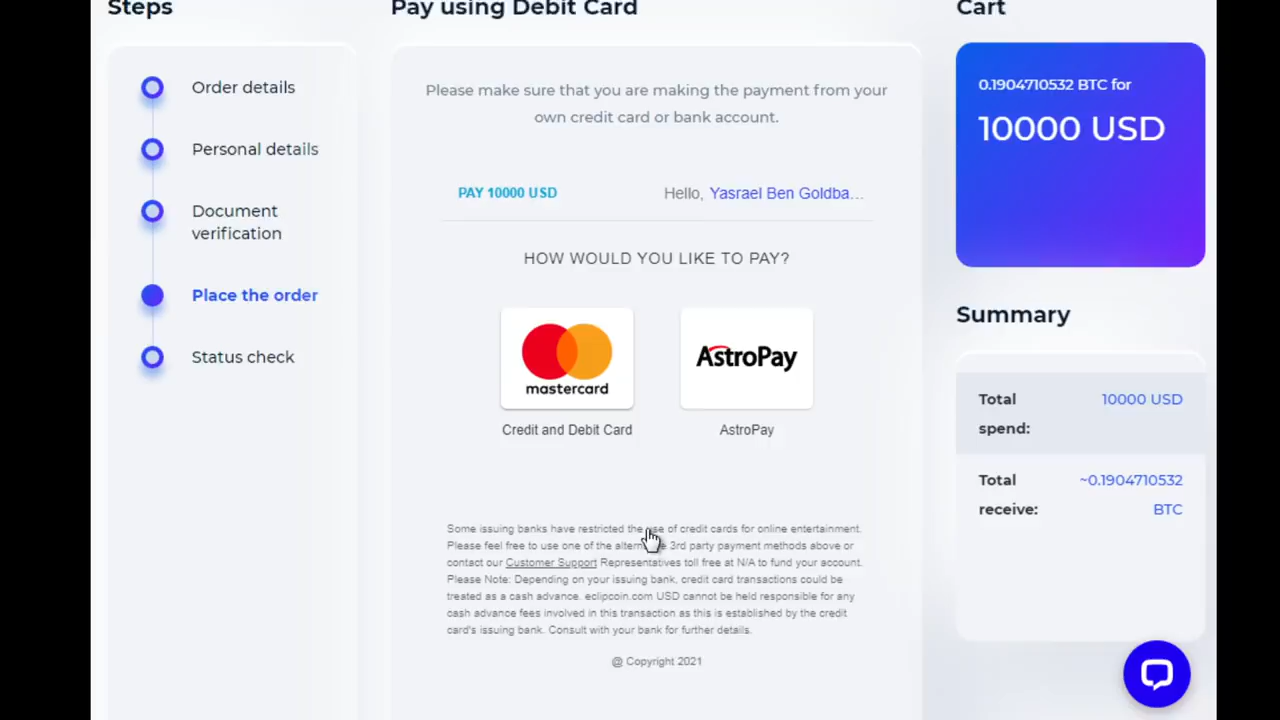 Steps
Order details
Personal details
Document
verification
Place the order
Status check
Pay using Debit Card
Please make sure that you are making the payment from your
own credit card or bank account.
PAY 10000 USD
Hello, Yasrael Ben Goldba...
HOW WOULD YOU LIKE TO PAY?
mastercard
AstroPay
Credit and Debit Card
AstroPay
Some issuing banks have restricted the use of credit cards for online entertainment.
Please feel free to use one of the alternative 3rd party payment methods above or
contact our Customer Support Representatives toll free at N/A to fund your account.
Please Note: Depending on your issuing bank, credit card transactions could be
treated as a cash advance. eclipcoin.com USD cannot be held responsible for any
cash advance fees involved in this transaction as this is established by the credit
card's issuing bank. Consult with your bank for further details.
@ Copyright 2021
Cart
0.1904710532 BTC for
10000 USD
Summary
Total
spend:
10000 USD
Total
receive:
~0.1904710532
BTC